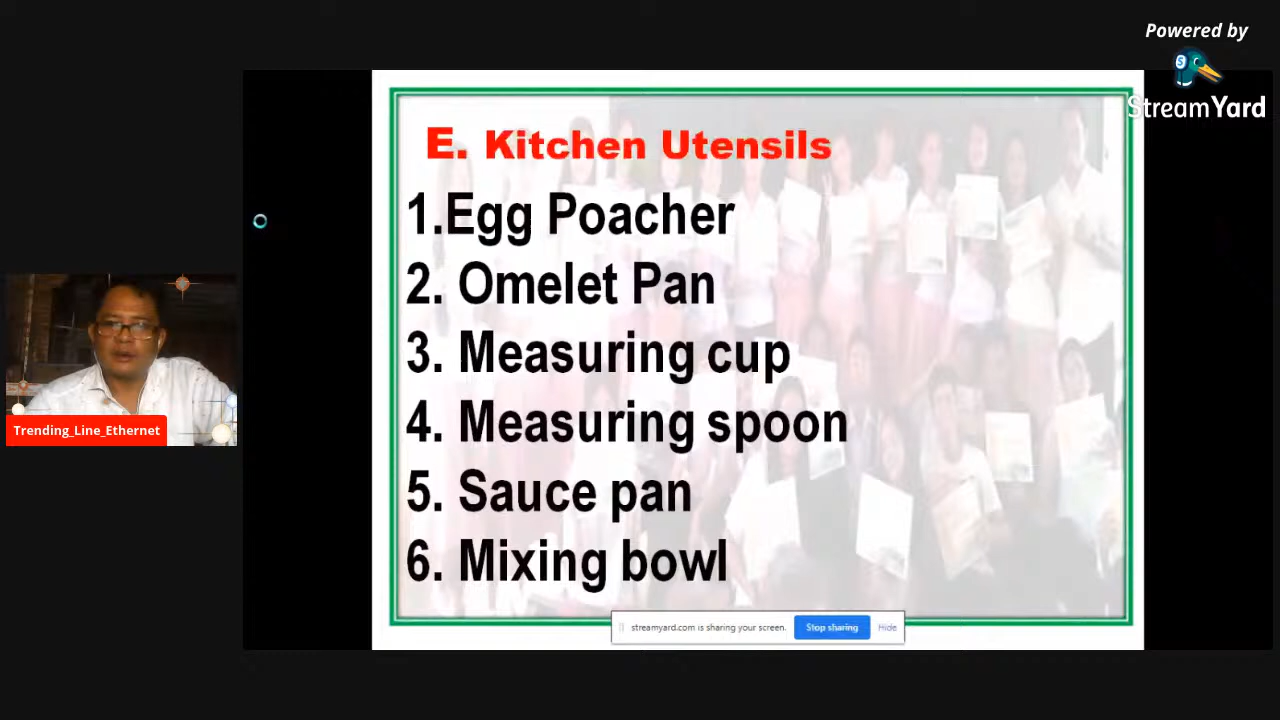 Powered by
StreamYard
E. Kitchen Utensils
1.Egg Poacher
2. Omelet Pan
3. Measuring cup
4. Measuring spoon
5. Sauce pan
6. Mixing bowl
Trending_Line_Ethernet
streamyard.com is sharing your screen.
Stop sharing
Hide